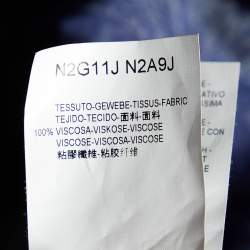 N2G11J N2A9J
TESSUTO-GEWEBE-TISSUS-FABRIC
TEJIDO-TECIDO-面料-面料
100% VISCOSA-VISKOSE-VISCOSE
VISCOSE-VISCOSA-VISCOSE
粘膠纖維-粘胶纤维